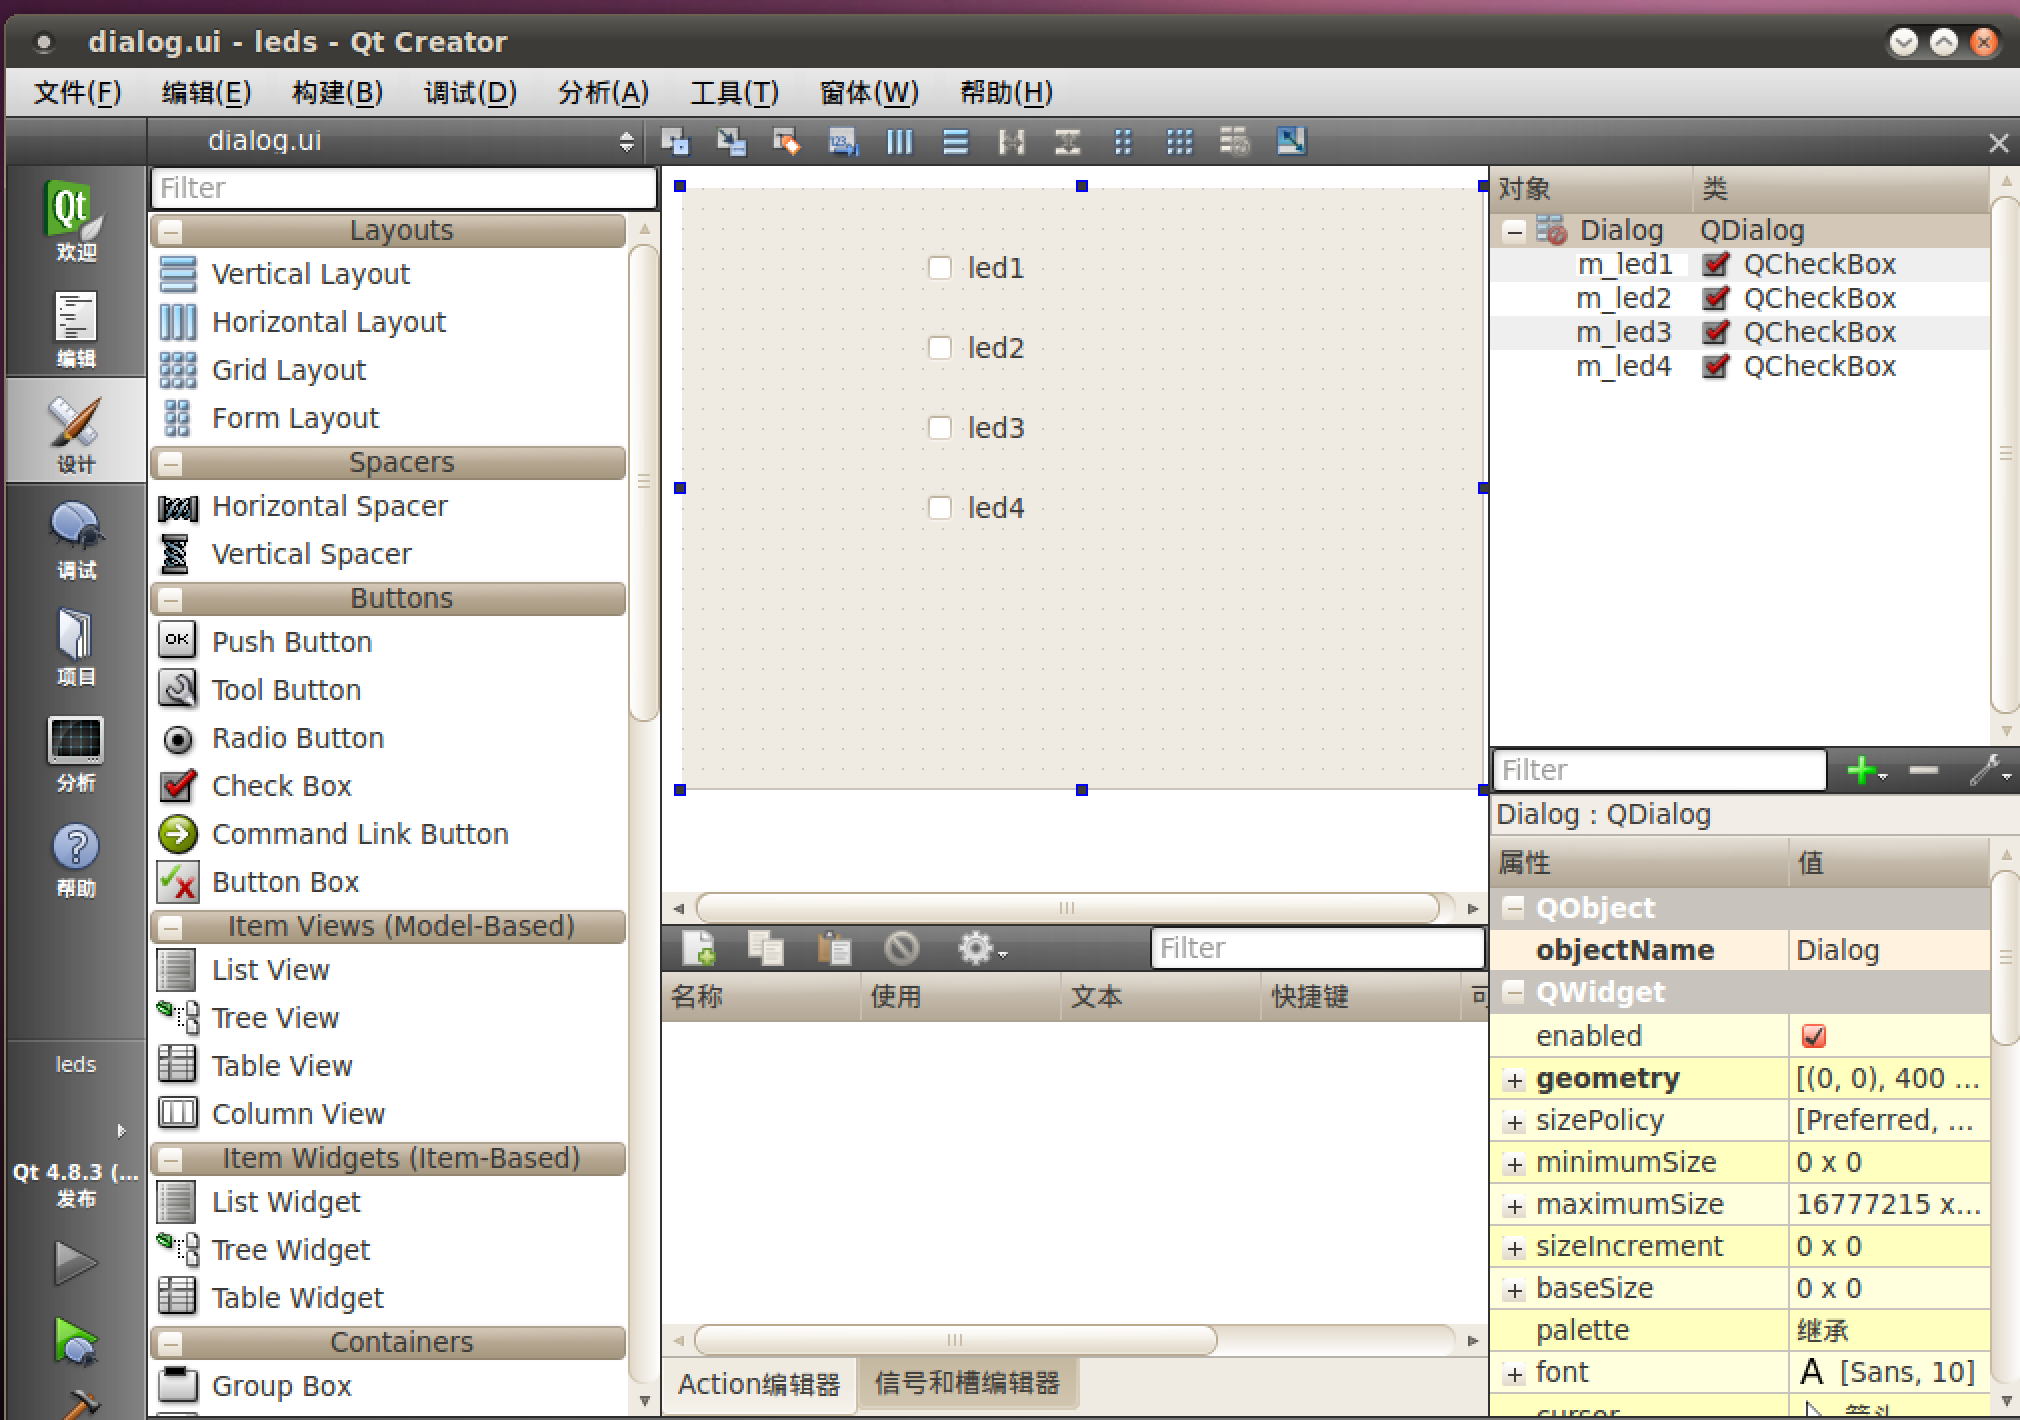 dialog.ui - leds - Qt Creator
文件(F) 编辑(E) 构建(B) 调试(D) 分析(A) 工具(T) 窗体(W) 帮助(H)
dialog.ui
Qt
欢迎
编辑
设计
调试
项目
分析
帮助
leds
Qt 4.8.3 (...
发布
Filter
Layouts
Vertical Layout
Horizontal Layout
Grid Layout
Form Layout
Spacers
Horizontal Spacer
Vertical Spacer
Buttons
OK Push Button
Tool Button
Radio Button
Check Box
Command Link Button
Button Box
Item Views (Model-Based)
List View
Tree View
Table View
Column View
Item Widgets (Item-Based)
List Widget
Tree Widget
Table Widget
Containers
Group Box
led1
led2
led3
led4
Filter
名称 使用 文本 快捷键
Action编辑器 信号和槽编辑器
对象 类
Dialog QDialog
m_led1 QCheckBox
m_led2 QCheckBox
m_led3 QCheckBox
m_led4 QCheckBox
Filter
Dialog : QDialog
属性 值
QObject
objectName Dialog
QWidget
enabled
geometry [(0, 0), 400 ...
sizePolicy [Preferred, ...
minimumSize 0 x 0
maximumSize 16777215 x...
sizeIncrement 0 x 0
baseSize 0 x 0
palette 继承
font A [Sans, 10]
cursor 箭头